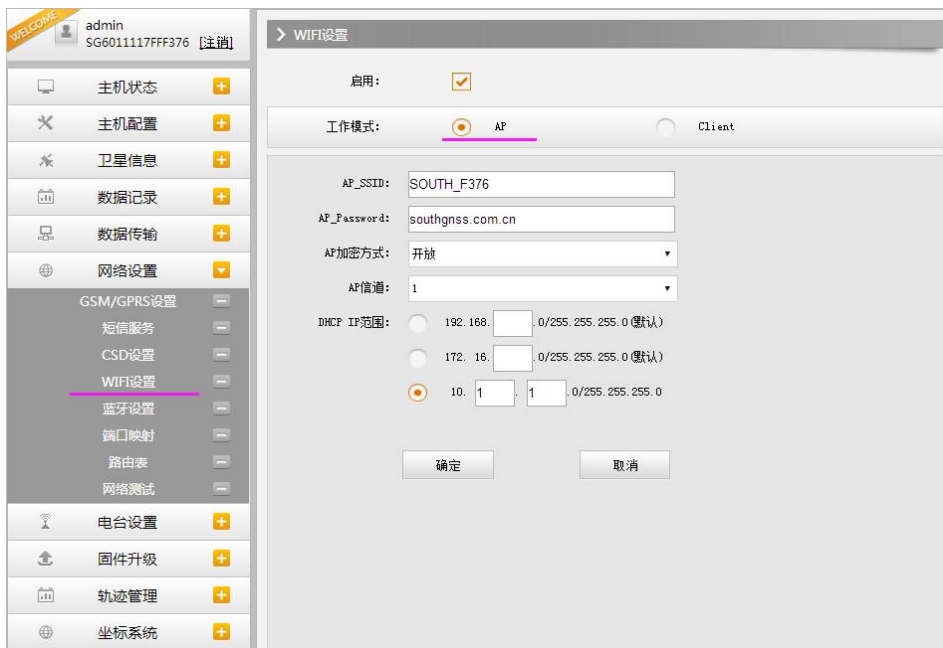 WELCOME
admin
SG6011117FFF376 [注销]
主机状态
主机配置
卫星信息
数据记录
数据传输
网络设置
GSM/GPRS设置
短信服务
CSD设置
WIFI设置
蓝牙设置
端口映射
路由表
网络测试
电台设置
固件升级
轨迹管理
坐标系统
WIFI设置
启用:
工作模式: AP Client
AP_SSID: SOUTH_F376
AP_Password: southgnss.com.cn
AP加密方式: 开放
AP信道: 1
DHCP IP范围: 192.168. .0/255.255.255.0(默认)
172. 16. .0/255.255.255.0(默认)
10. 1 . 1 .0/255.255.255.0
确定 取消